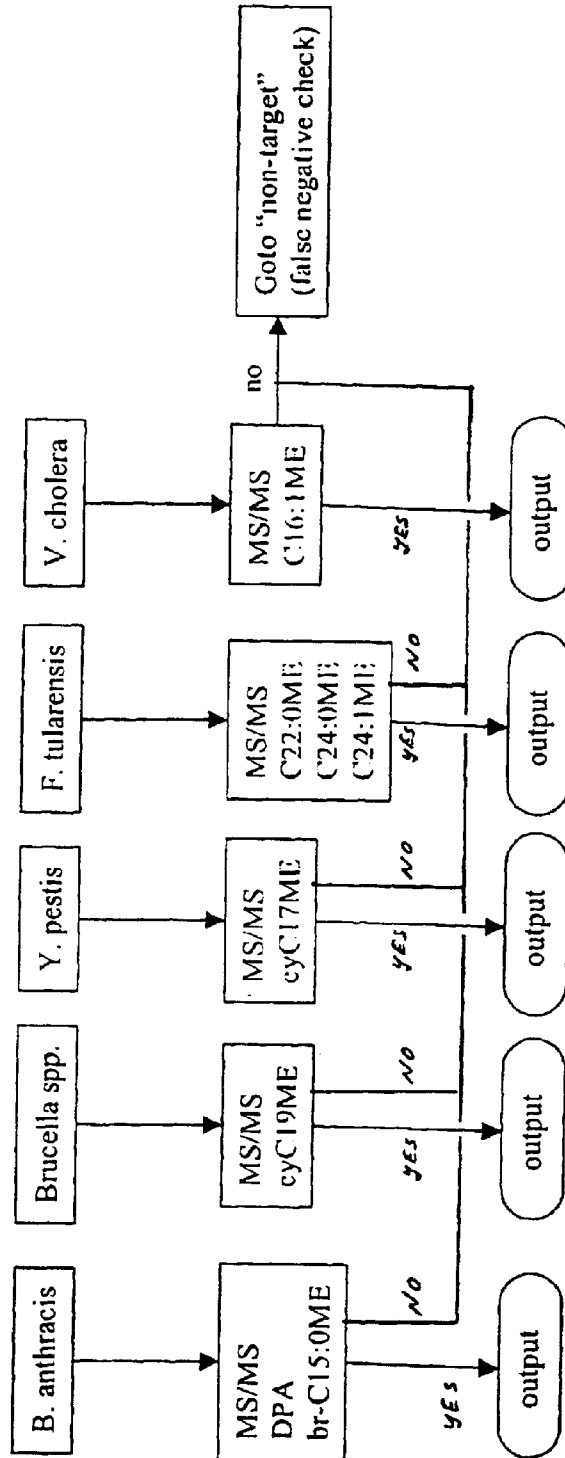 B. anthracis
Brucella spp.
Y. pestis
F. tularensis
V. cholera
MS/MS
DPA
br-C15:0ME
MS/MS
cyC19ME
MS/MS
cyC17ME
MS/MS
C22:0ME
C24:0ME
C24:1ME
MS/MS
C16:1ME
no
Goto "non-target"
(false negative check)
YES
NO
YES
NO
YES
NO
YES
NO
YES
output
output
output
output
output